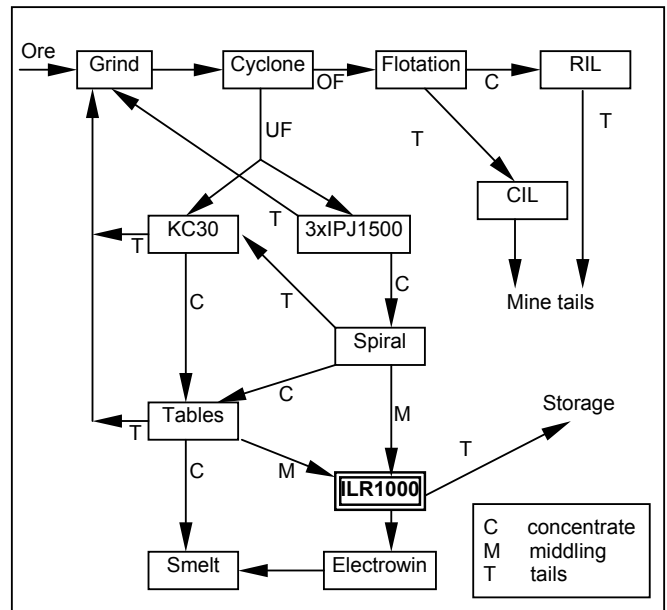 Ore
Grind
Cyclone
OF
Flotation
C
RIL
UF
T
T
CIL
KC30
T
3xIPJ1500
T
C
C
T
Mine tails
Spiral
C
M
Tables
T
Storage
T
C
M
ILR1000
C concentrate
M middling
T tails
Smelt
Electrowin